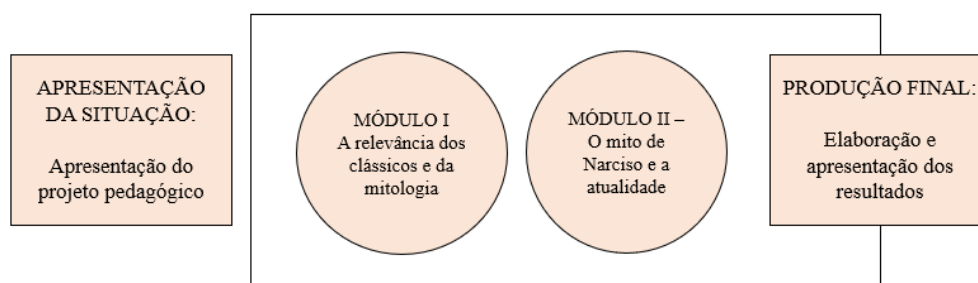 APRESENTAÇÃO
DA SITUAÇÃO:
Apresentação do
projeto pedagógico
MÓDULO I
A relevância dos
clássicos e da
mitologia
MÓDULO II –
O mito de
Narciso e a
atualidade
PRODUÇÃO FINAL:
Elaboração e
apresentação dos
resultados